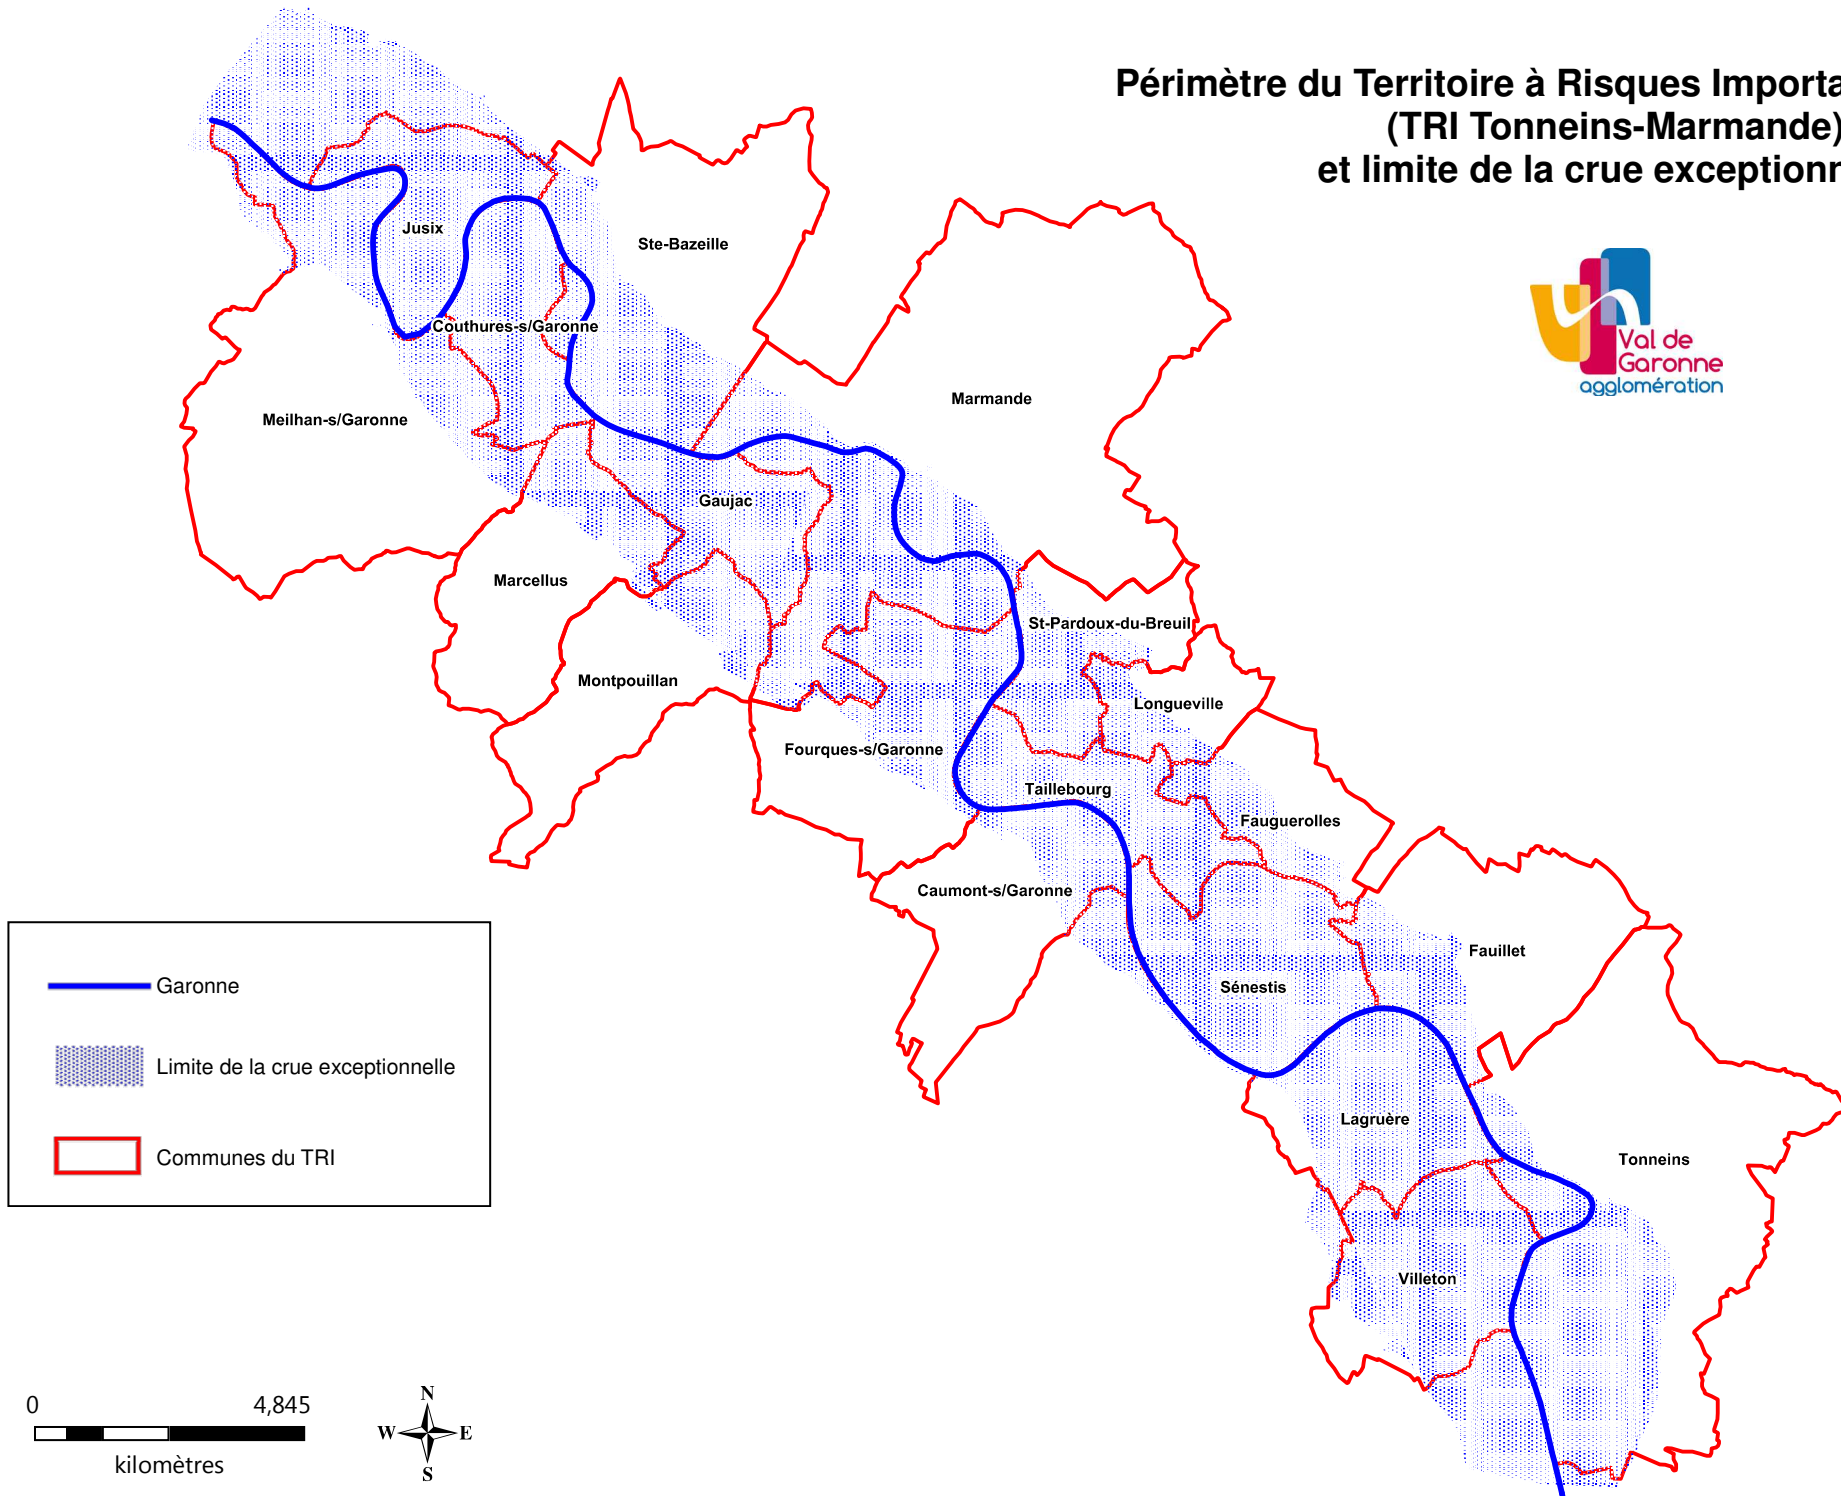 Périmètre du Territoire à Risques Importa
(TRI Tonneins-Marmande)
et limite de la crue exceptionn
Val de
Garonne
agglomération
Jusix
Ste-Bazeille
Couthures-s/Garonne
Marmande
Meilhan-s/Garonne
Gaujac
Marcellus
St-Pardoux-du-Breuil
Montpouillan
Longueville
Fourques-s/Garonne
Taillebourg
Fauguerolles
Caumont-s/Garonne
Fauillet
Sénestis
Lagruère
Tonneins
Villeton
Garonne
Limite de la crue exceptionnelle
Communes du TRI
0 4,845
kilomètres
N
W E
S